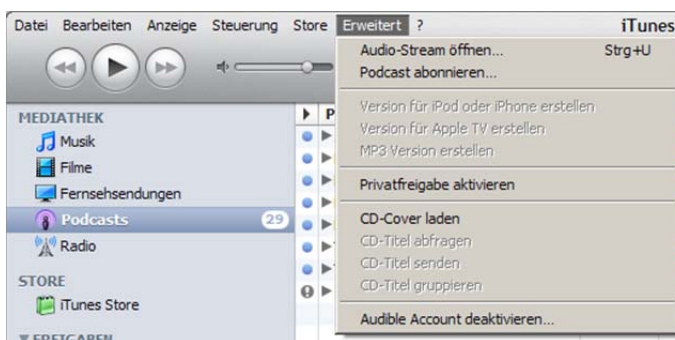 Datei Bearbeiten Anzeige Steuerung Store Erweitert ? iTunes
Audio-Stream öffnen... Strg+U
Podcast abonnieren...
Version für iPod oder iPhone erstellen
Version für Apple TV erstellen
MP3 Version erstellen
Privatfreigabe aktivieren
CD-Cover laden
CD-Titel abfragen
CD-Titel senden
CD-Titel gruppieren
Audible Account deaktivieren...
MEDIATHEK
Musik
Filme
Fernsehsendungen
Podcasts 29
Radio
STORE
iTunes Store
FREIGABEN
P